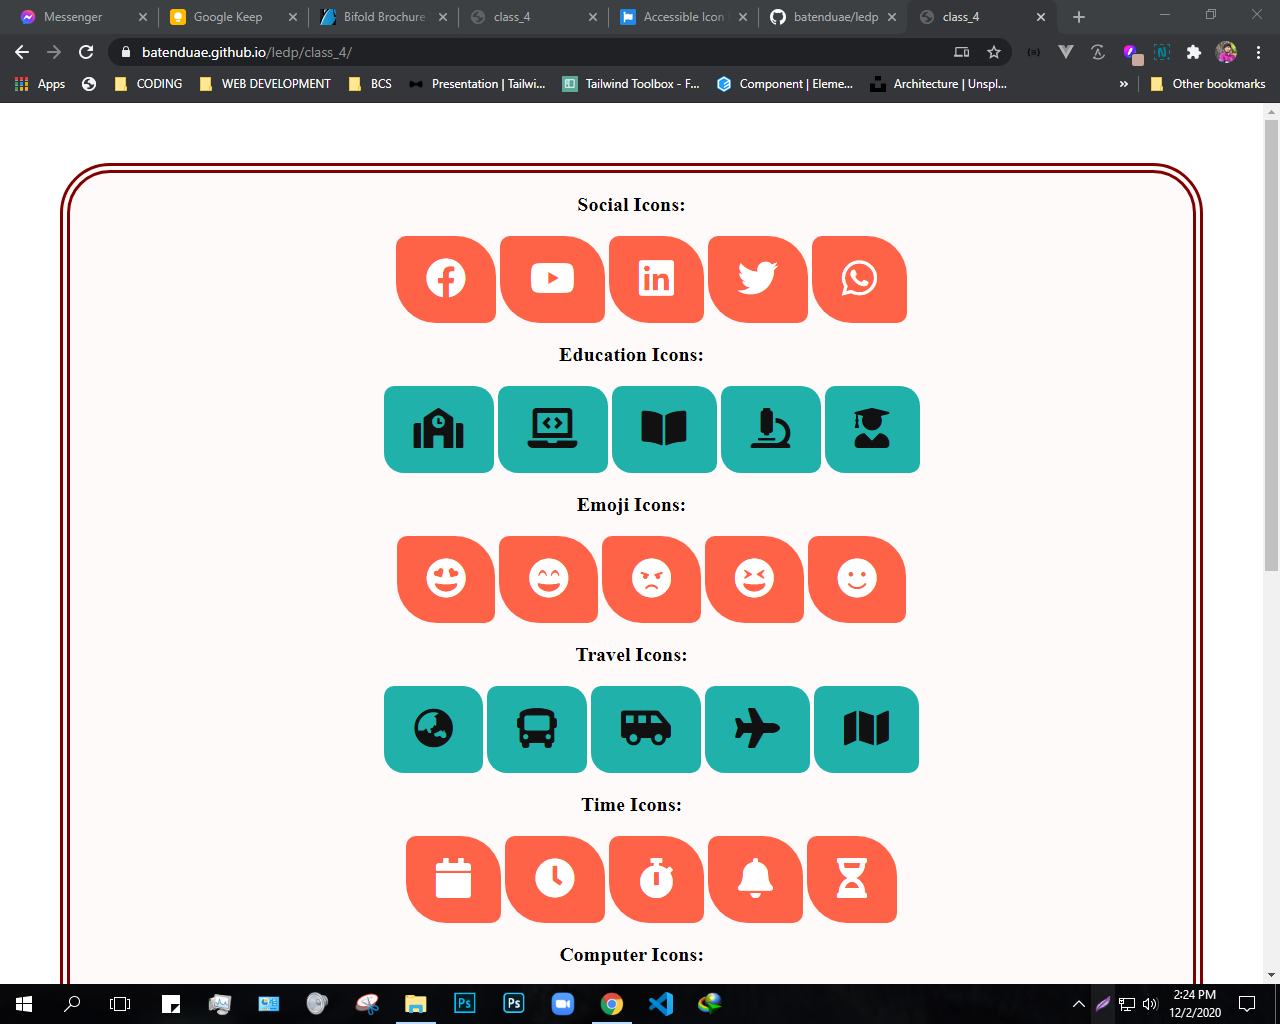 Messenger
Google Keep
Bifold Brochure
class_4
Accessible Icon
batenduae/ledp
class_4
batenduae.github.io/ledp/class_4/
Apps
CODING
WEB DEVELOPMENT
BCS
Presentation | Tailwi...
Tailwind Toolbox - F...
Component | Eleme...
Architecture | Unspl...
»
Other bookmarks
Social Icons:
Education Icons:
Emoji Icons:
Travel Icons:
Time Icons:
Computer Icons:
Ps
Ps
2:24 PM
12/2/2020